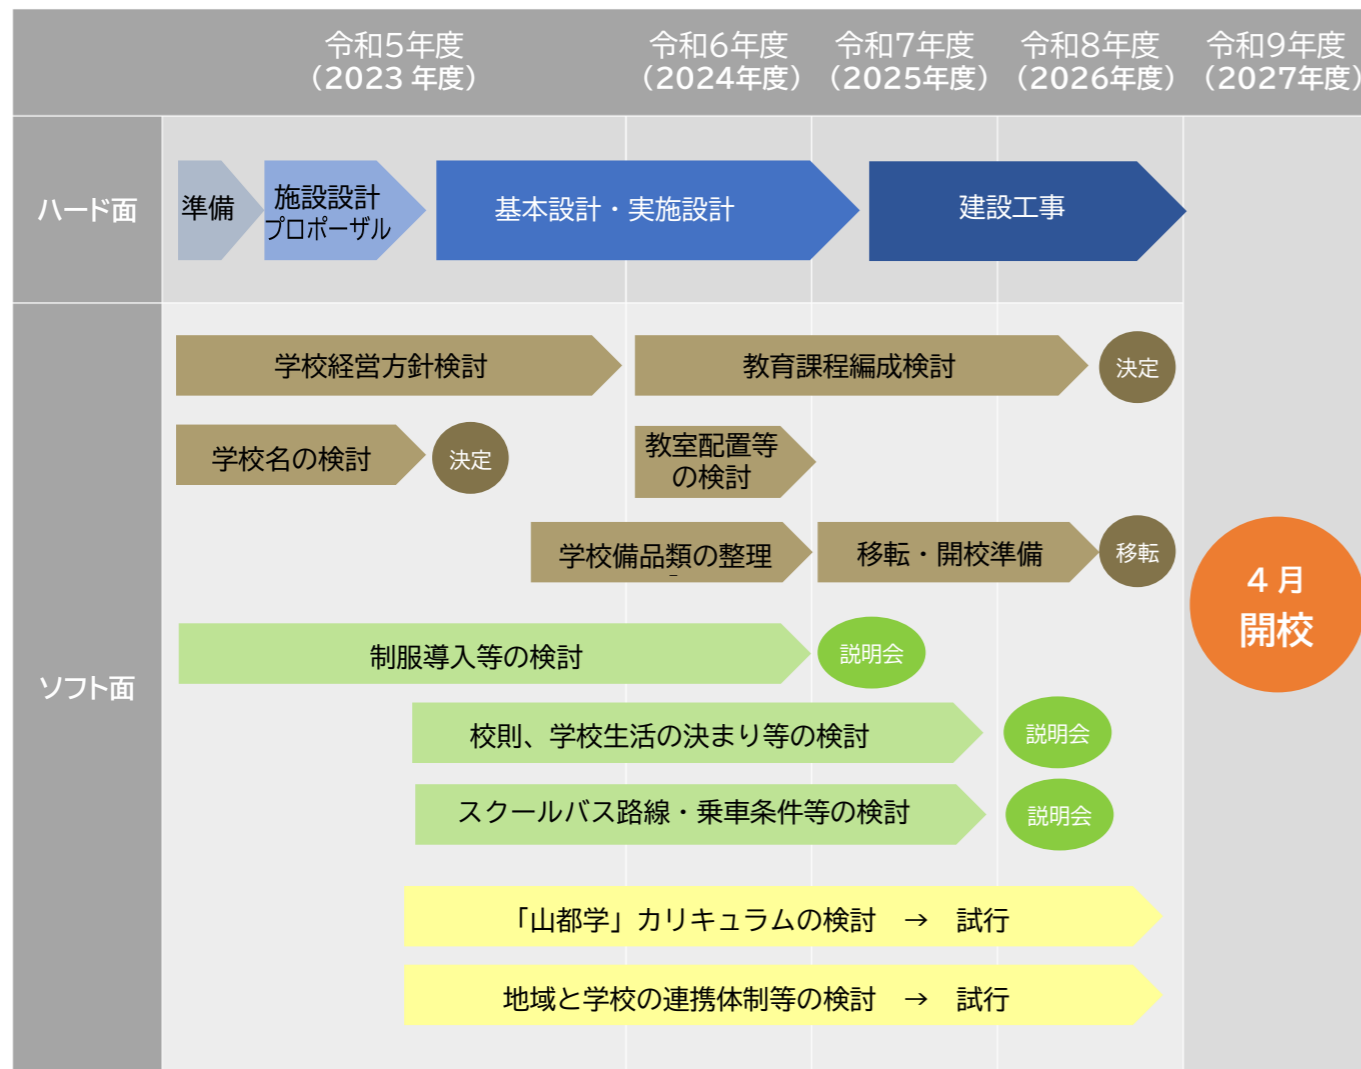 令和5年度
（2023 年度）
令和6年度
（2024年度）
令和7年度
（2025年度）
令和8年度
（2026年度）
令和9年度
（2027年度）
ハード面
準備
施設設計
プロポーザル
基本設計・実施設計
建設工事
ソフト面
学校経営方針検討
教育課程編成検討
決定
学校名の検討
決定
教室配置等
の検討
学校備品類の整理
移転・開校準備
移転
4 月
開校
制服導入等の検討
説明会
校則、学校生活の決まり等の検討
説明会
スクールバス路線・乗車条件等の検討
説明会
「山都学」カリキュラムの検討　→　試行
地域と学校の連携体制等の検討　→　試行